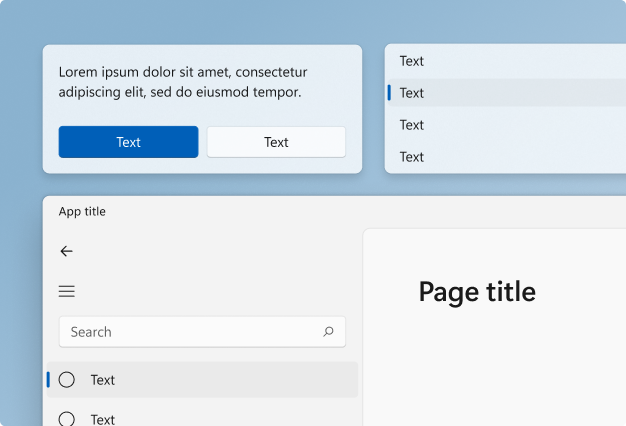 Lorem ipsum dolor sit amet, consectetur
adipiscing elit, sed do eiusmod tempor.
Text
Text
Text
Text
Text
Text
App title
Page title
Search
Text
Text